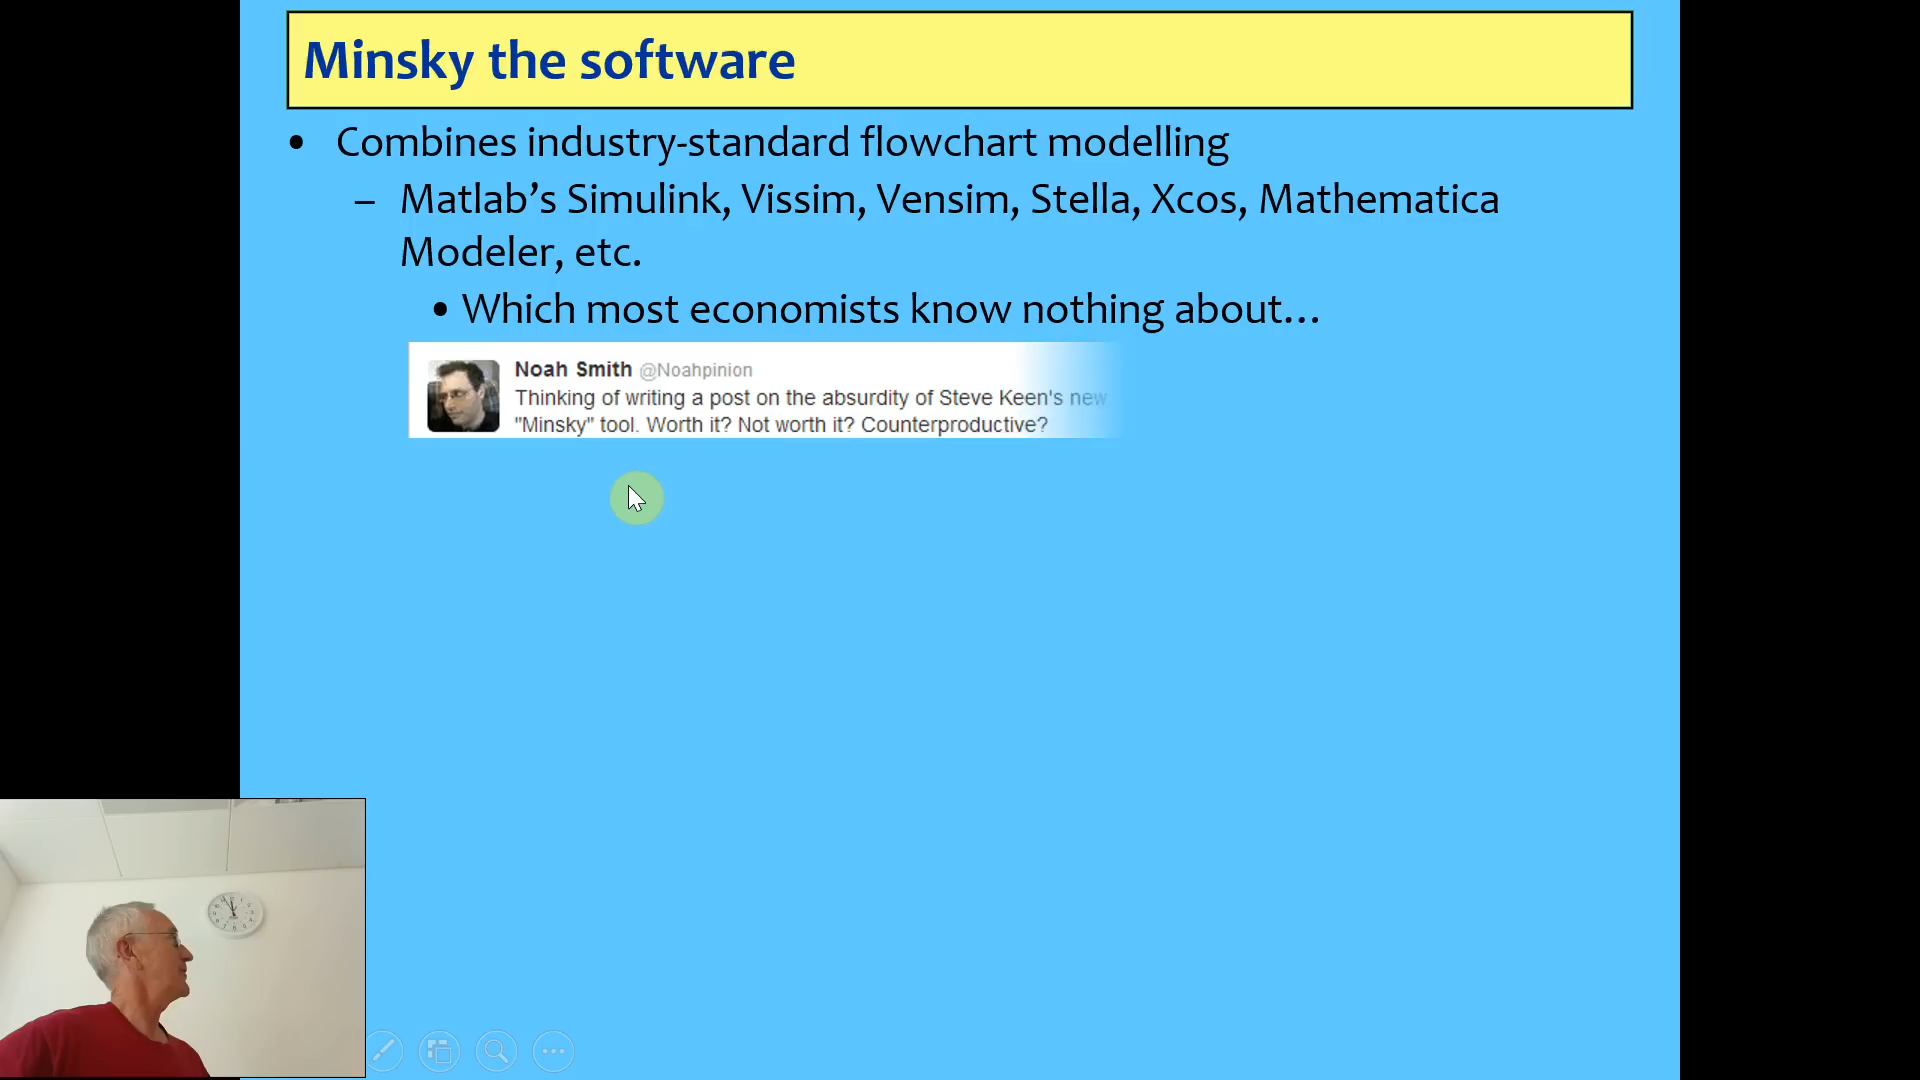 Minsky the software
• Combines industry-standard flowchart modelling
– Matlab’s Simulink, Vissim, Vensim, Stella, Xcos, Mathematica
Modeler, etc.
• Which most economists know nothing about…
Noah Smith @Noahpinion
Thinking of writing a post on the absurdity of Steve Keen's new
"Minsky" tool. Worth it? Not worth it? Counterproductive?